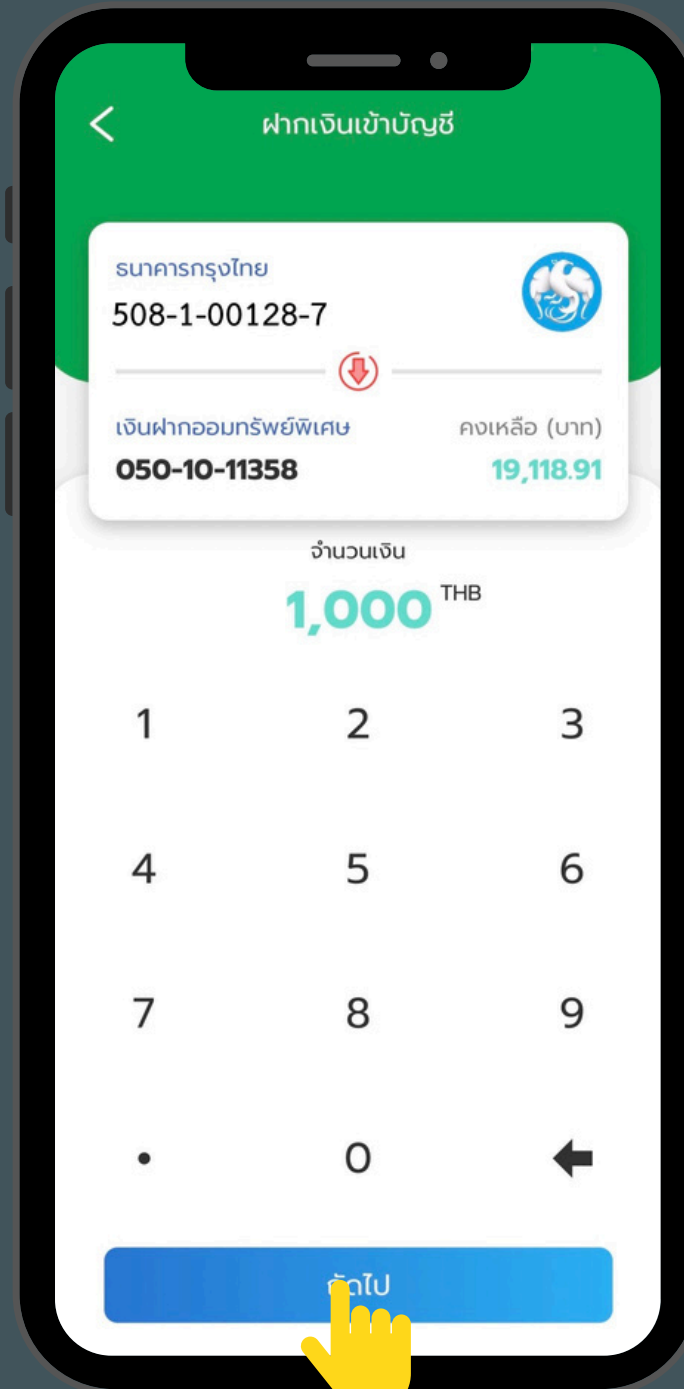 ฝากเงินเข้าบัญชี
ธนาคารกรุงไทย
508-1-00128-7
เงินฝากออมทรัพย์พิเศษ คงเหลือ (บาท)
050-10-11358 19,118.91
จำนวนเงิน
1,000 THB
1 2 3
4 5 6
7 8 9
. 0
ถัดไป